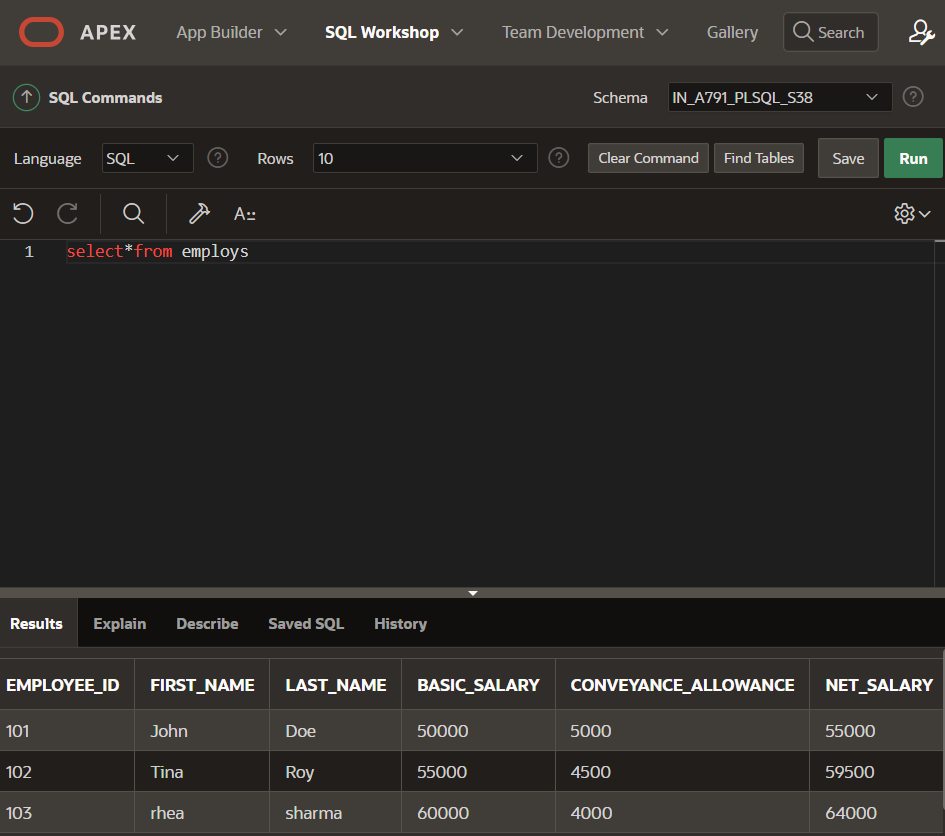 APEX App Builder SQL Workshop Team Development Gallery Search
SQL Commands Schema IN_A791_PLSQL_S38 ?
Language SQL ? Rows 10 ? Clear Command Find Tables Save Run
A::
1 select*from employs
Results Explain Describe Saved SQL History
EMPLOYEE_ID FIRST_NAME LAST_NAME BASIC_SALARY CONVEYANCE_ALLOWANCE NET_SALARY
101 John Doe 50000 5000 55000
102 Tina Roy 55000 4500 59500
103 rhea sharma 60000 4000 64000